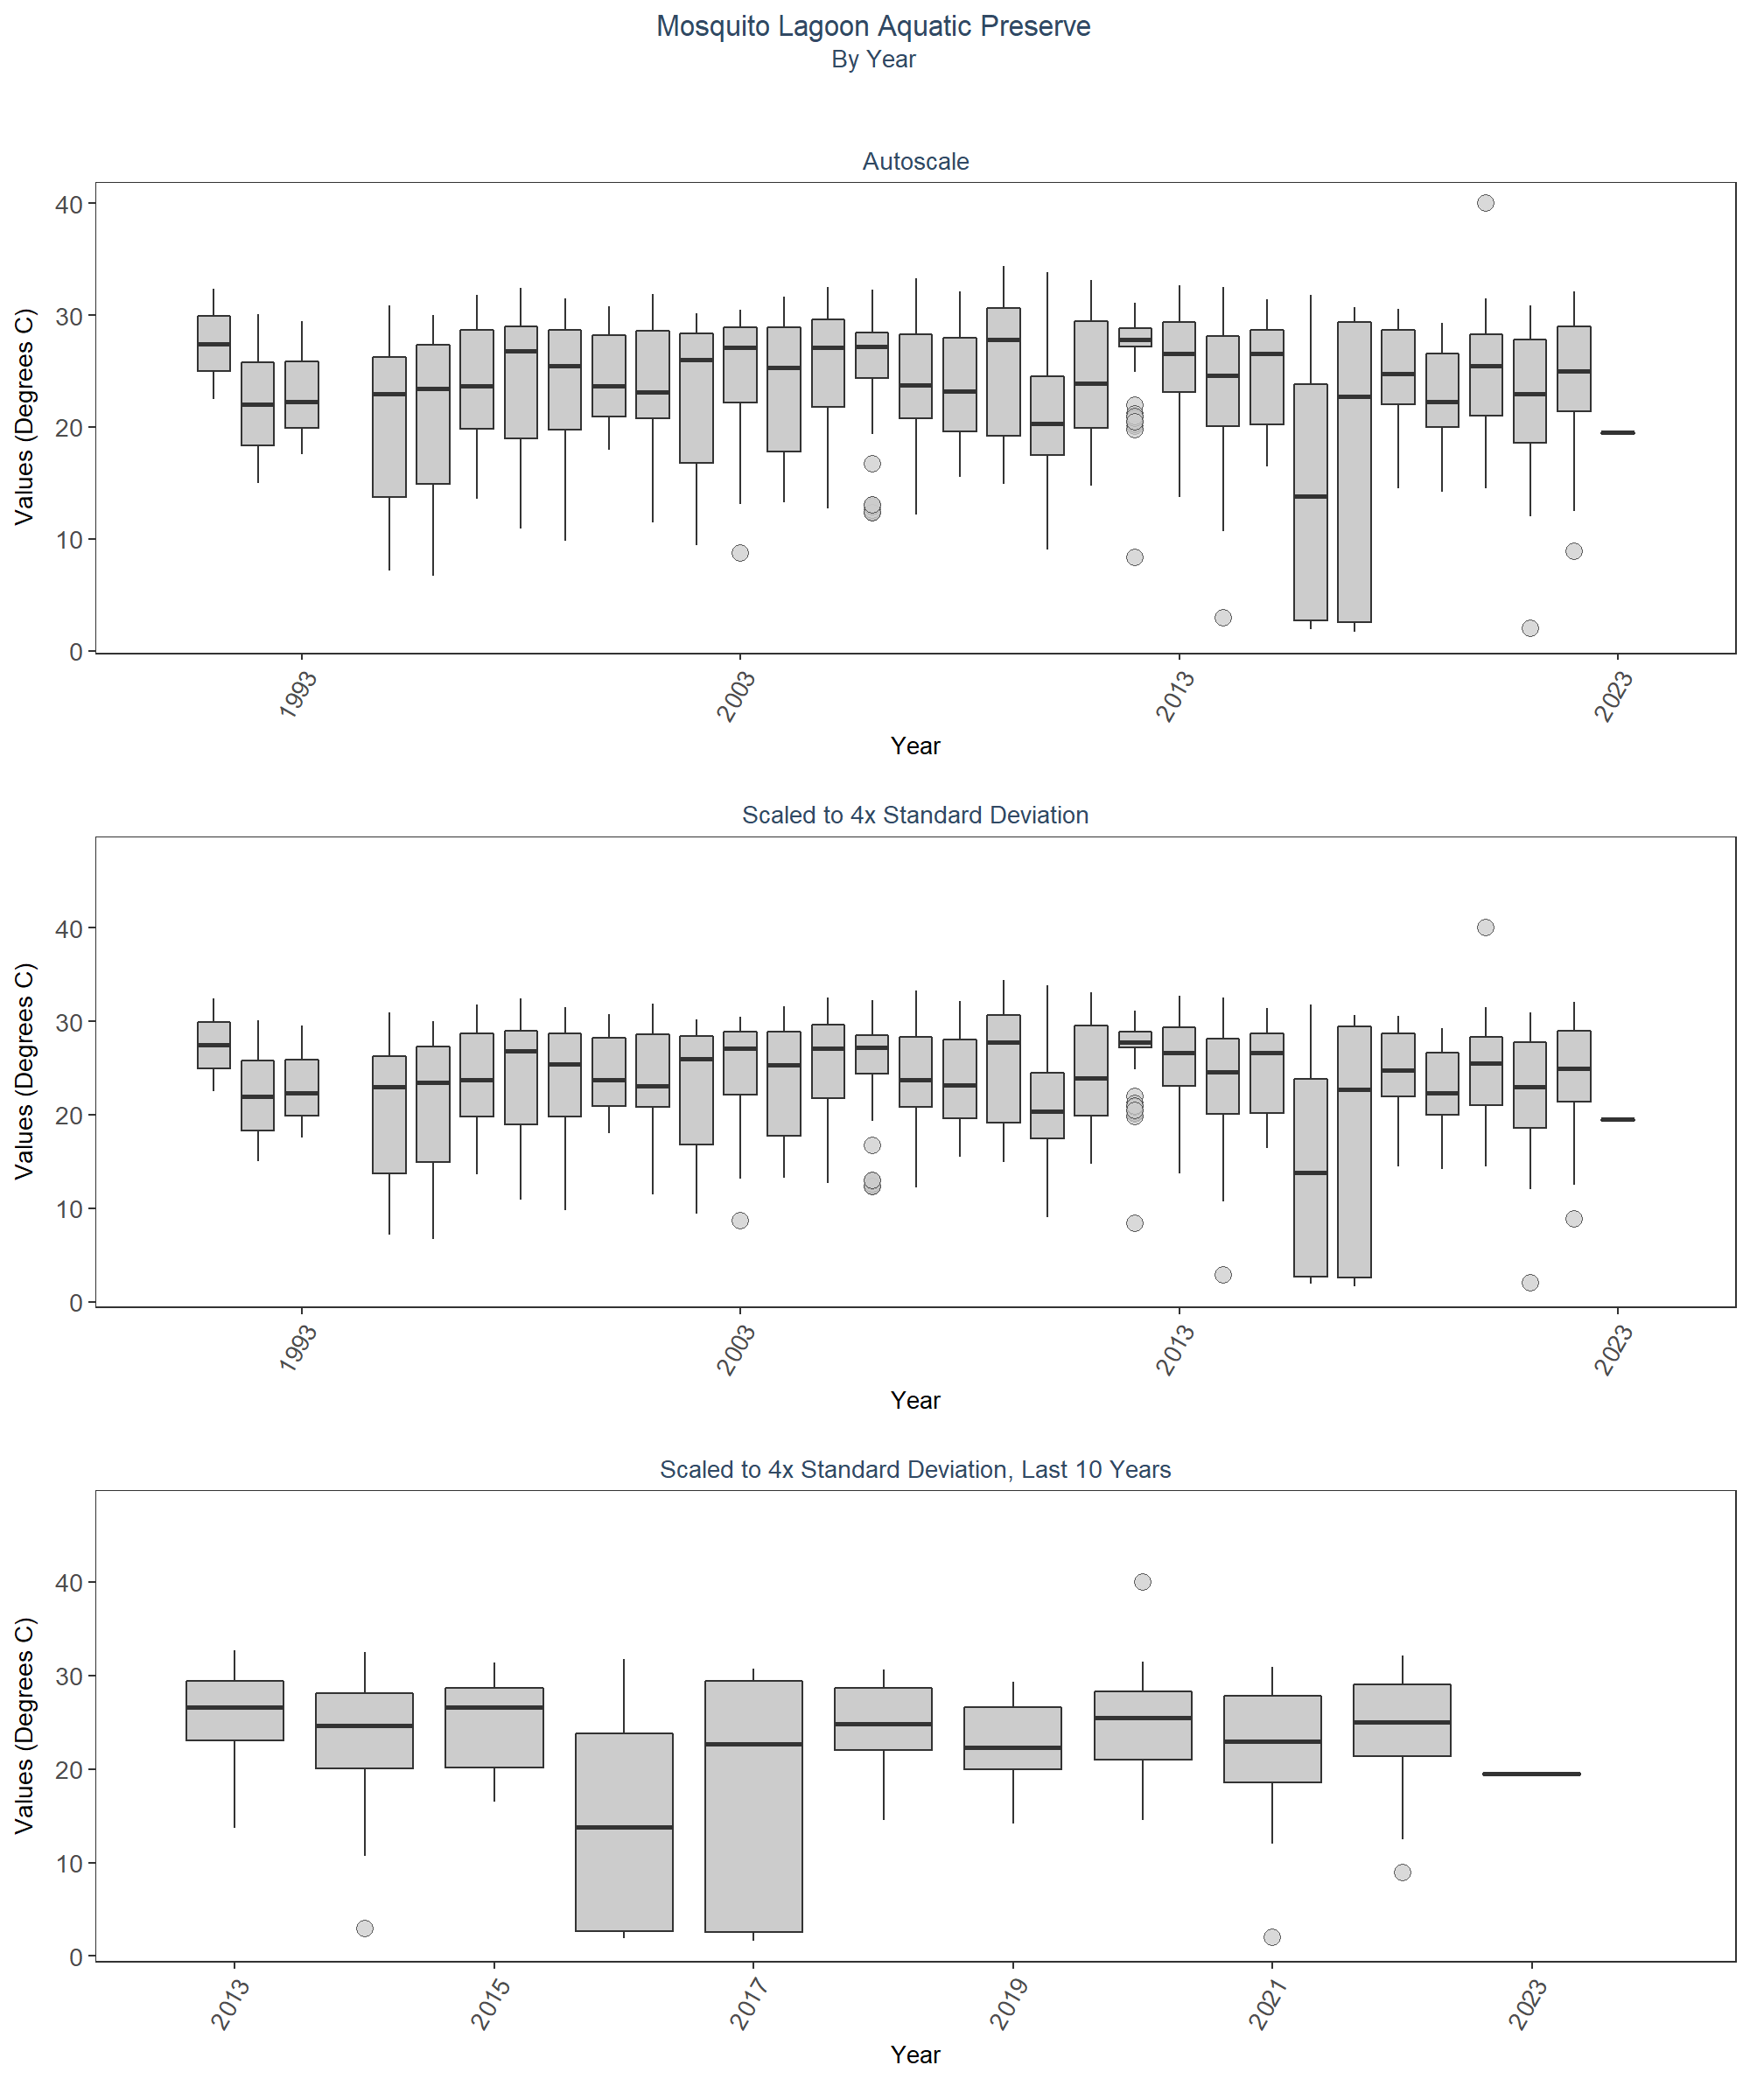 Mosquito Lagoon Aquatic Preserve
By Year
Autoscale
Values (Degrees C)
40
30
20
10
0
1993
2003
2013
2023
Year
Scaled to 4x Standard Deviation
Values (Degrees C)
40
30
20
10
0
1993
2003
2013
2023
Year
Scaled to 4x Standard Deviation, Last 10 Years
Values (Degrees C)
40
30
20
10
0
2013
2015
2017
2019
2021
2023
Year